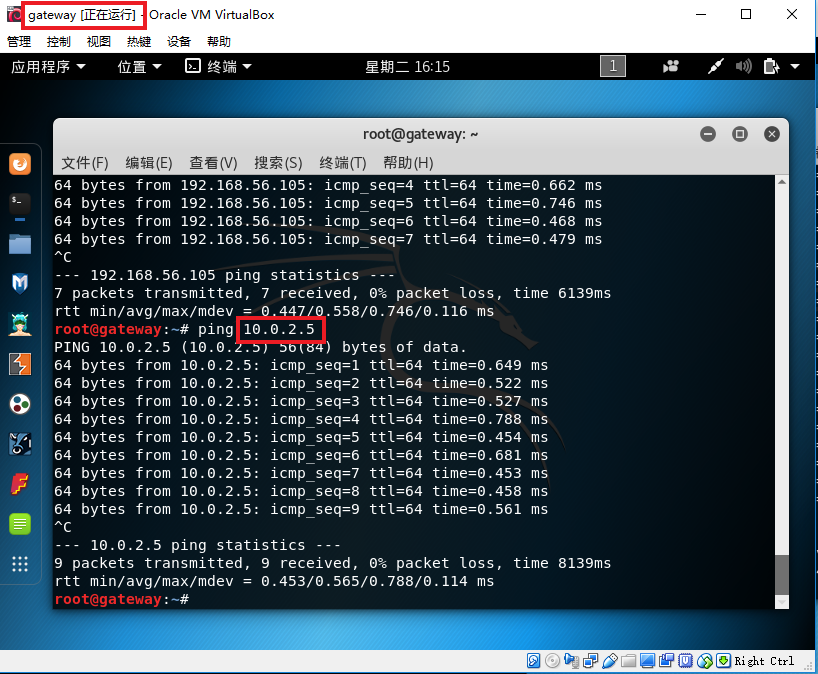 gateway [正在运行] - Oracle VM VirtualBox
管理 控制 视图 热键 设备 帮助
应用程序 位置 终端 星期二 16:15 1
root@gateway: ~
文件(F) 编辑(E) 查看(V) 搜索(S) 终端(T) 帮助(H)
64 bytes from 192.168.56.105: icmp_seq=4 ttl=64 time=0.662 ms
64 bytes from 192.168.56.105: icmp_seq=5 ttl=64 time=0.746 ms
64 bytes from 192.168.56.105: icmp_seq=6 ttl=64 time=0.468 ms
64 bytes from 192.168.56.105: icmp_seq=7 ttl=64 time=0.479 ms
^C
--- 192.168.56.105 ping statistics ---
7 packets transmitted, 7 received, 0% packet loss, time 6139ms
rtt min/avg/max/mdev = 0.447/0.558/0.746/0.116 ms
root@gateway:~# ping 10.0.2.5
PING 10.0.2.5 (10.0.2.5) 56(84) bytes of data.
64 bytes from 10.0.2.5: icmp_seq=1 ttl=64 time=0.649 ms
64 bytes from 10.0.2.5: icmp_seq=2 ttl=64 time=0.522 ms
64 bytes from 10.0.2.5: icmp_seq=3 ttl=64 time=0.527 ms
64 bytes from 10.0.2.5: icmp_seq=4 ttl=64 time=0.788 ms
64 bytes from 10.0.2.5: icmp_seq=5 ttl=64 time=0.454 ms
64 bytes from 10.0.2.5: icmp_seq=6 ttl=64 time=0.681 ms
64 bytes from 10.0.2.5: icmp_seq=7 ttl=64 time=0.453 ms
64 bytes from 10.0.2.5: icmp_seq=8 ttl=64 time=0.458 ms
64 bytes from 10.0.2.5: icmp_seq=9 ttl=64 time=0.561 ms
^C
--- 10.0.2.5 ping statistics ---
9 packets transmitted, 9 received, 0% packet loss, time 8139ms
rtt min/avg/max/mdev = 0.453/0.565/0.788/0.114 ms
root@gateway:~#
Right Ctrl